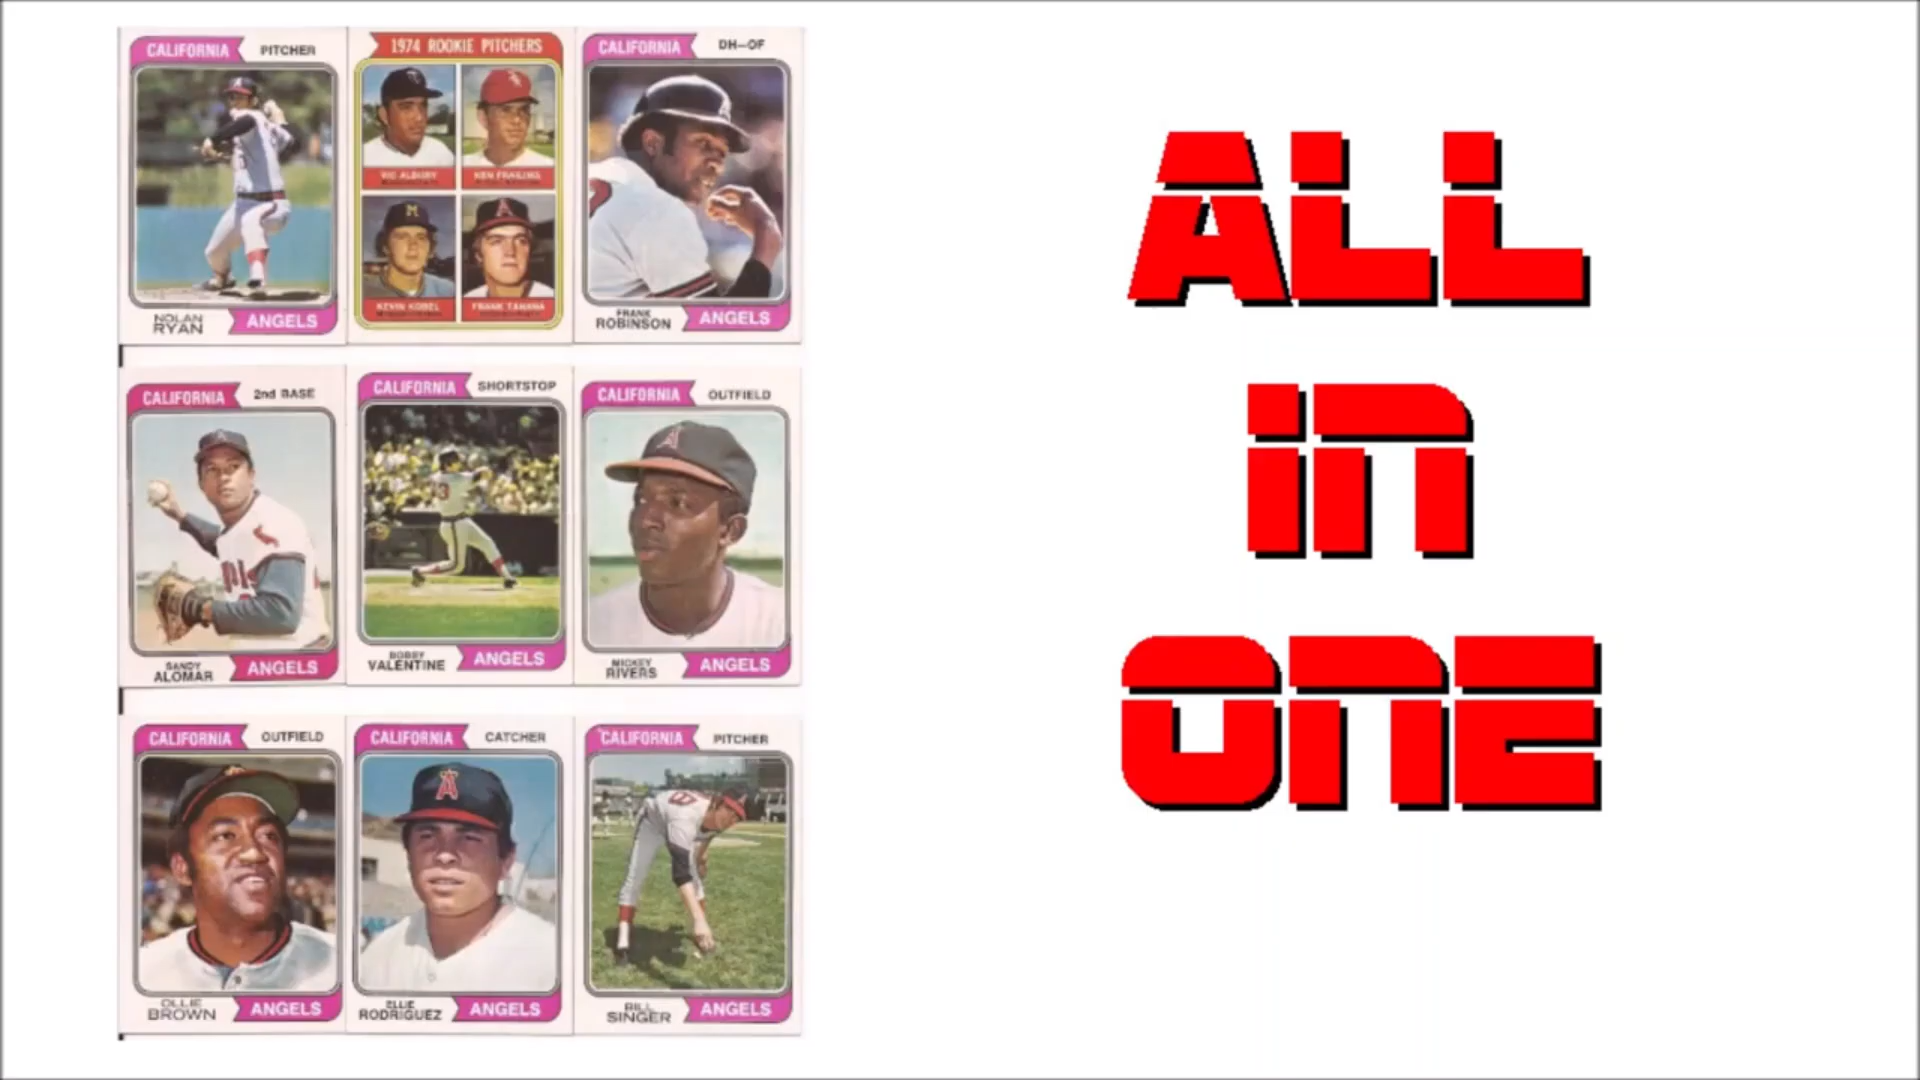 CALIFORNIA PITCHER
NOLAN
RYAN
ANGELS
1974 ROOKIE PITCHERS
VIC ALBURY
KEN FRAILING
KEVIN KOBEL
FRANK TANANA
CALIFORNIA DH-OF
FRANK
ROBINSON
ANGELS
CALIFORNIA 2nd BASE
SANDY
ALOMAR
ANGELS
CALIFORNIA SHORTSTOP
BOBBY
VALENTINE
ANGELS
CALIFORNIA OUTFIELD
MICKEY
RIVERS
ANGELS
CALIFORNIA OUTFIELD
OLLIE
BROWN
ANGELS
CALIFORNIA CATCHER
ELLIE
RODRIGUEZ
ANGELS
CALIFORNIA PITCHER
BILL
SINGER
ANGELS
ALL
IN
ONE